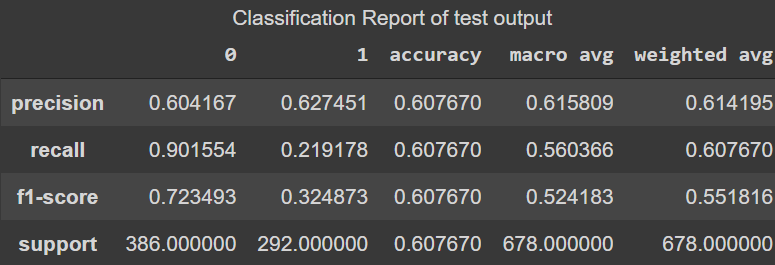 Classification Report of test output
0 1 accuracy macro avg weighted avg
precision 0.604167 0.627451 0.607670 0.615809 0.614195
recall 0.901554 0.219178 0.607670 0.560366 0.607670
f1-score 0.723493 0.324873 0.607670 0.524183 0.551816
support 386.000000 292.000000 0.607670 678.000000 678.000000